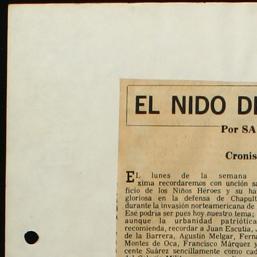 EL NIDO D
Por SA
Cronis
EL lunes de la semana
xima recordaremos con unción sa
ficio de los Niños Héroes y su ha
gloriosa en la defensa de Chapult
durante la invasión norteamericana de
Ese podría ser pues hoy nuestro tema;
aunque la urbanidad patriótica
recomienda, recordar a Juan Escutia,
de la Barrera, Agustín Melgar, Ferna
Montes de Oca, Francisco Márquez y
cente Suárez sencillamente como cad